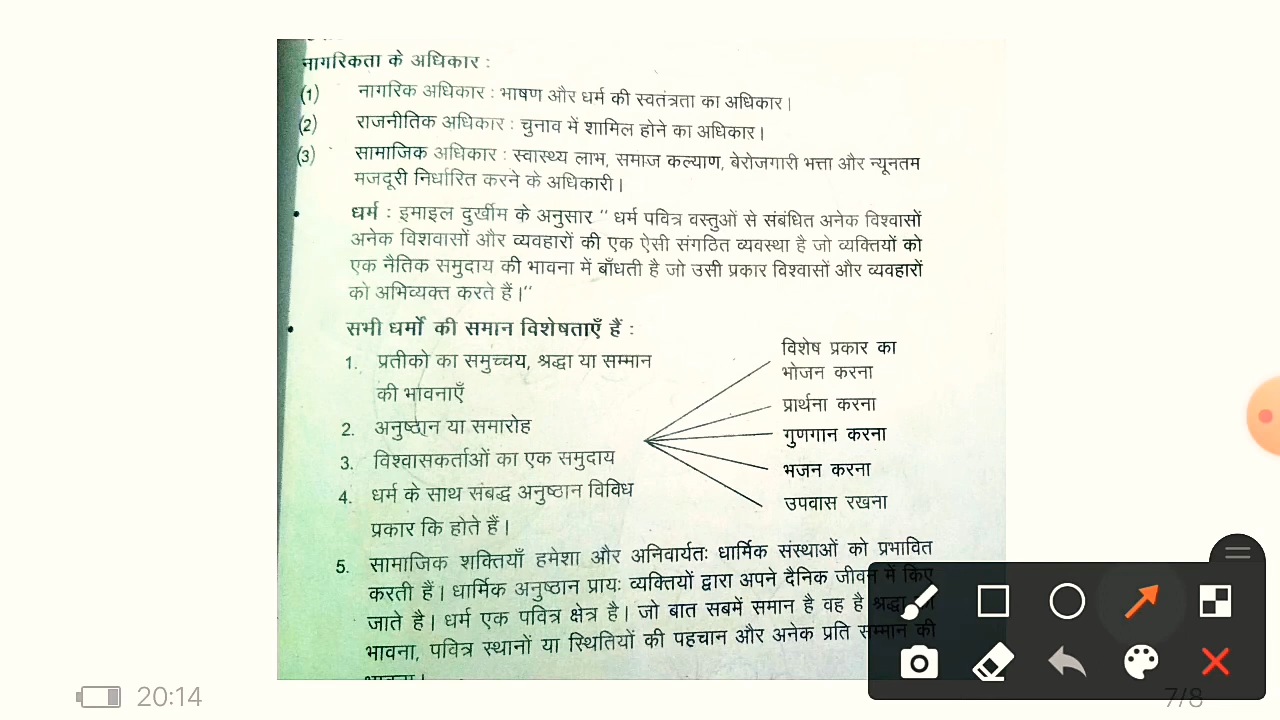 नागरिकता के अधिकार :
(1) नागरिक अधिकार : भाषण और धर्म की स्वतंत्रता का अधिकार।
(2) राजनीतिक अधिकार : चुनाव में शामिल होने का अधिकार।
(3) सामाजिक अधिकार : स्वास्थ्य लाभ, समाज कल्याण, बेरोजगारी भत्ता और न्यूनतम
मजदूरी निर्धारित करने के अधिकारी।
• धर्म : इमाइल दुर्खीम के अनुसार “ धर्म पवित्र वस्तुओं से संबंधित अनेक विश्वासों
अनेक विशवासों और व्यवहारों की एक ऐसी संगठित व्यवस्था है जो व्यक्तियों को
एक नैतिक समुदाय की भावना में बाँधती है जो उसी प्रकार विश्वासों और व्यवहारों
को अभिव्यक्त करते हैं।“
• सभी धर्मों की समान विशेषताएँ हैं :
1. प्रतीको का समुच्चय, श्रद्धा या सम्मान
की भावनाएँ
2. अनुष्ठान या समारोह
3. विश्वासकर्ताओं का एक समुदाय
4. धर्म के साथ संबद्ध अनुष्ठान विविध
प्रकार कि होते हैं।
विशेष प्रकार का
भोजन करना
प्रार्थना करना
गुणगान करना
भजन करना
उपवास रखना
5. सामाजिक शक्तियाँ हमेशा और अनिवार्यतः धार्मिक संस्थाओं को प्रभावित
करती हैं। धार्मिक अनुष्ठान प्रायः व्यक्तियों द्वारा अपने दैनिक जीवन में किए
जाते है। धर्म एक पवित्र क्षेत्र है। जो बात सबमें समान है वह है श्रद्धा
भावना, पवित्र स्थानों या स्थितियों की पहचान और अनेक प्रति सम्मान की
20:14
7/8